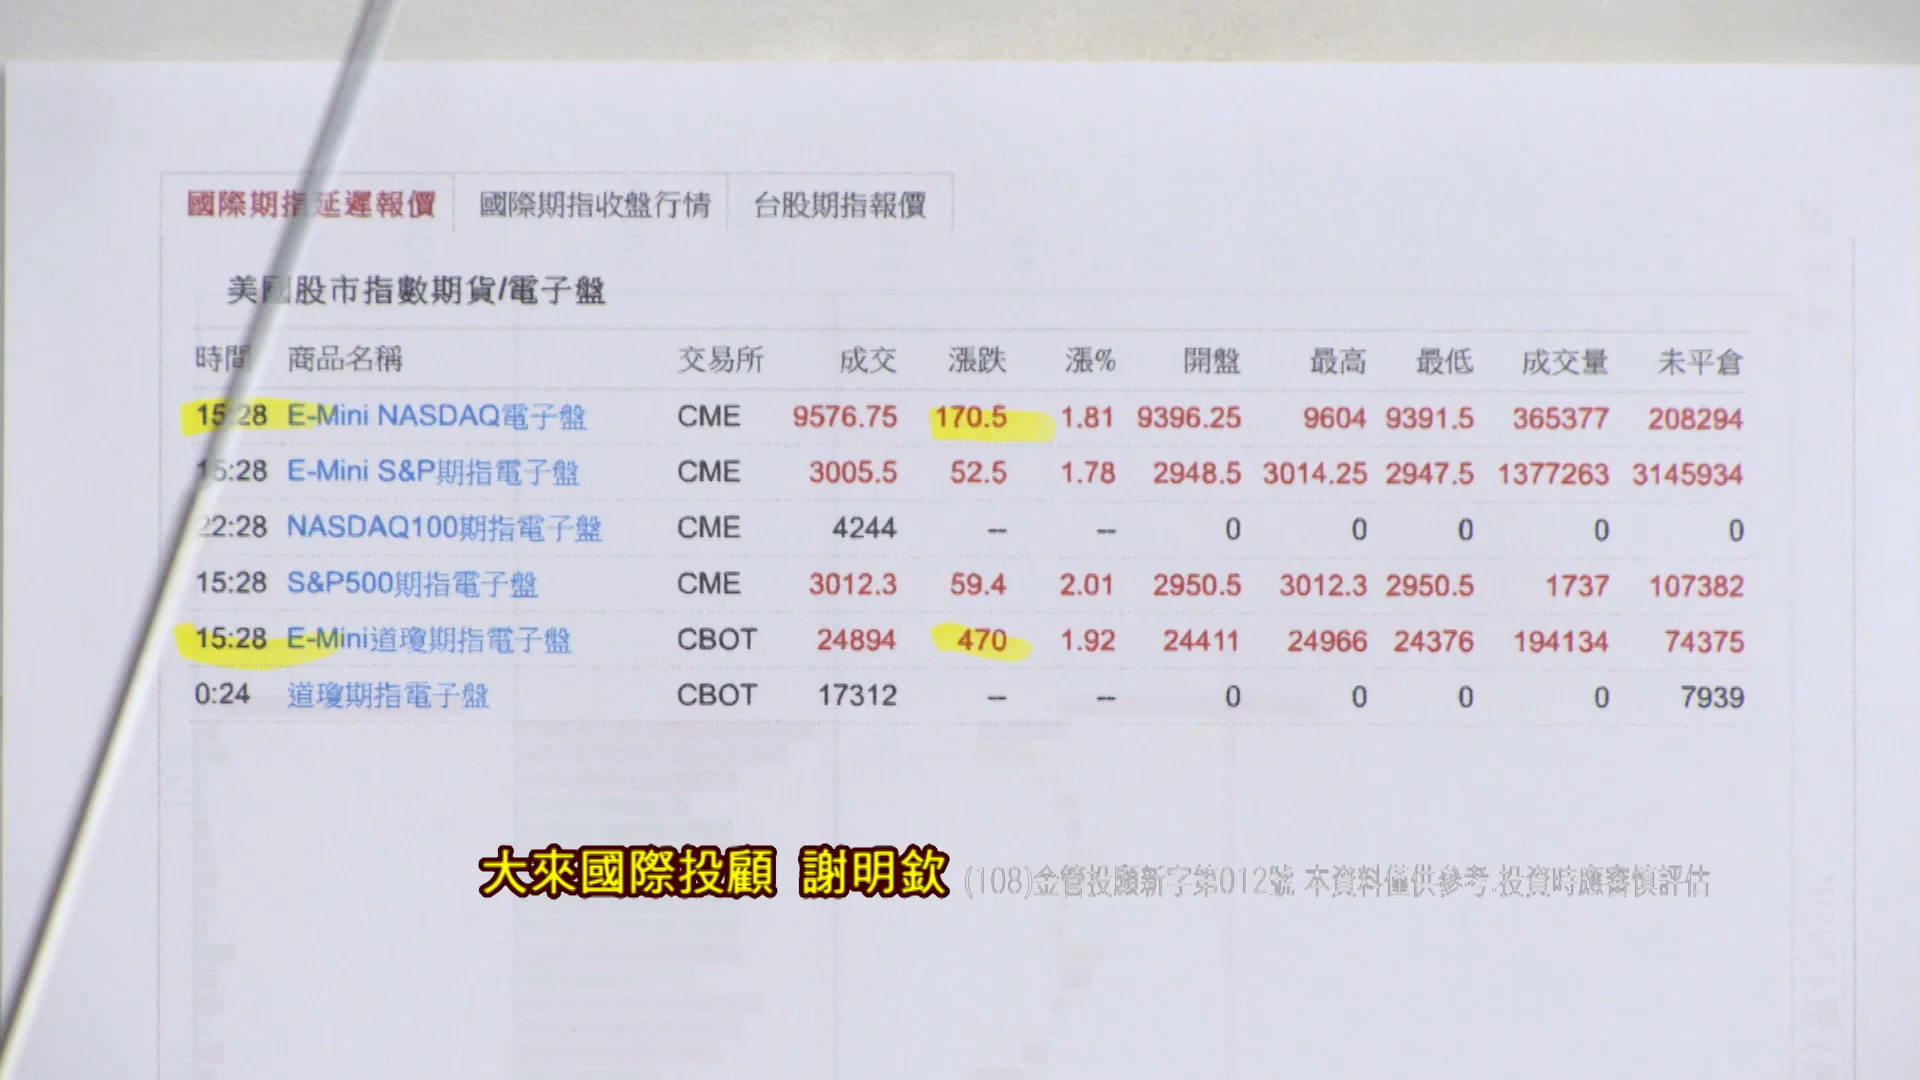 國際期指延遲報價 國際期指收盤行情 台股期指報價
美國股市指數期貨/電子盤
時間 商品名稱 交易所 成交 漲跌 漲% 開盤 最高 最低 成交量 未平倉
15:28 E-Mini NASDAQ電子盤 CME 9576.75 170.5 1.81 9396.25 9604 9391.5 365377 208294
15:28 E-Mini S&P期指電子盤 CME 3005.5 52.5 1.78 2948.5 3014.25 2947.5 1377263 3145934
22:28 NASDAQ100期指電子盤 CME 4244 -- -- 0 0 0 0 0
15:28 S&P500期指電子盤 CME 3012.3 59.4 2.01 2950.5 3012.3 2950.5 1737 107382
15:28 E-Mini道瓊期指電子盤 CBOT 24894 470 1.92 24411 24966 24376 194134 74375
0:24 道瓊期指電子盤 CBOT 17312 -- -- 0 0 0 0 7939
大來國際投顧 謝明欽 (108)金管投顧新字第012號 本資料僅供參考.投資時應審慎評估